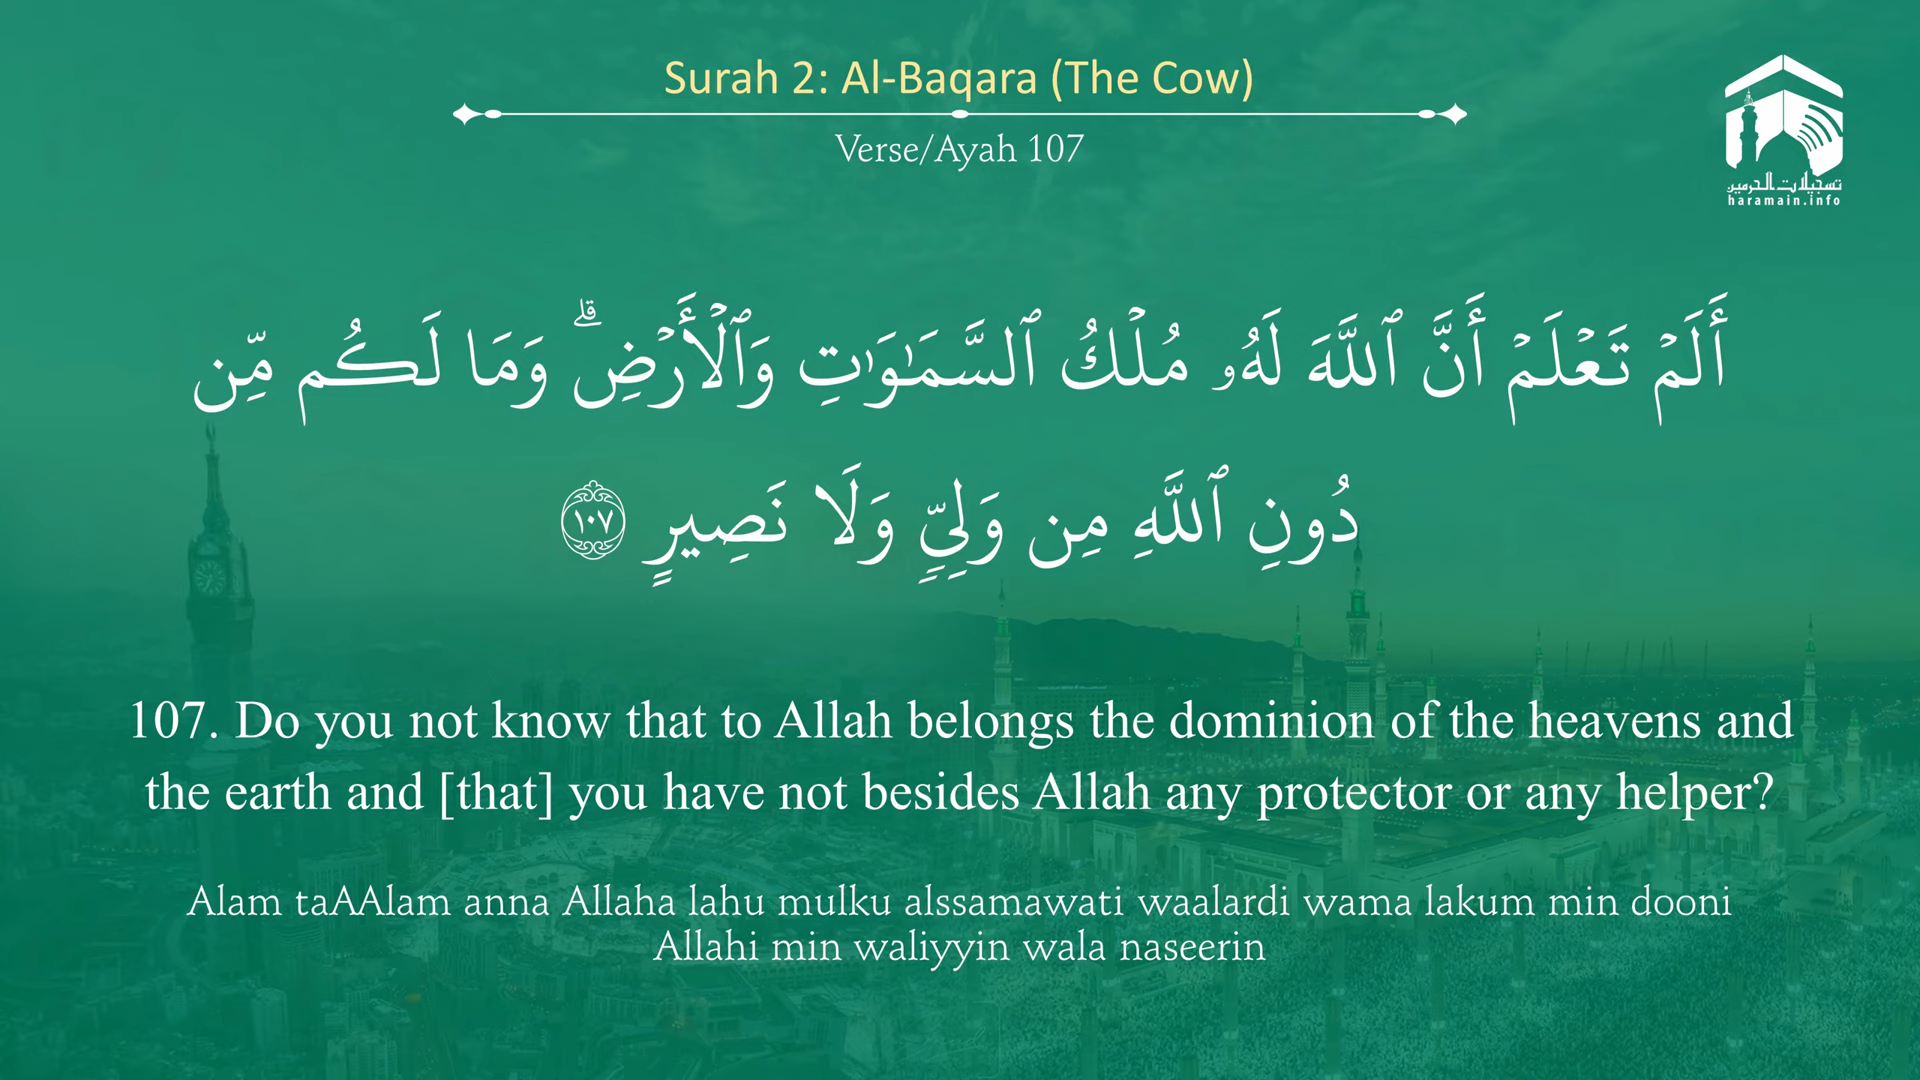 Surah 2: Al-Baqara (The Cow)
Verse/Ayah 107
تسجيلات الحرمين
haramain.info
أَلَمْ تَعْلَمْ أَنَّ ٱللَّهَ لَهُۥ مُلْكُ ٱلسَّمَٰوَٰتِ وَٱلْأَرْضِ ۗ وَمَا لَكُم مِّن
دُونِ ٱللَّهِ مِن وَلِىٍّ وَلَا نَصِيرٍ ١٠٧
107. Do you not know that to Allah belongs the dominion of the heavens and
the earth and [that] you have not besides Allah any protector or any helper?
Alam taAAlam anna Allaha lahu mulku alssamawati waalardi wama lakum min dooni
Allahi min waliyyin wala naseerin